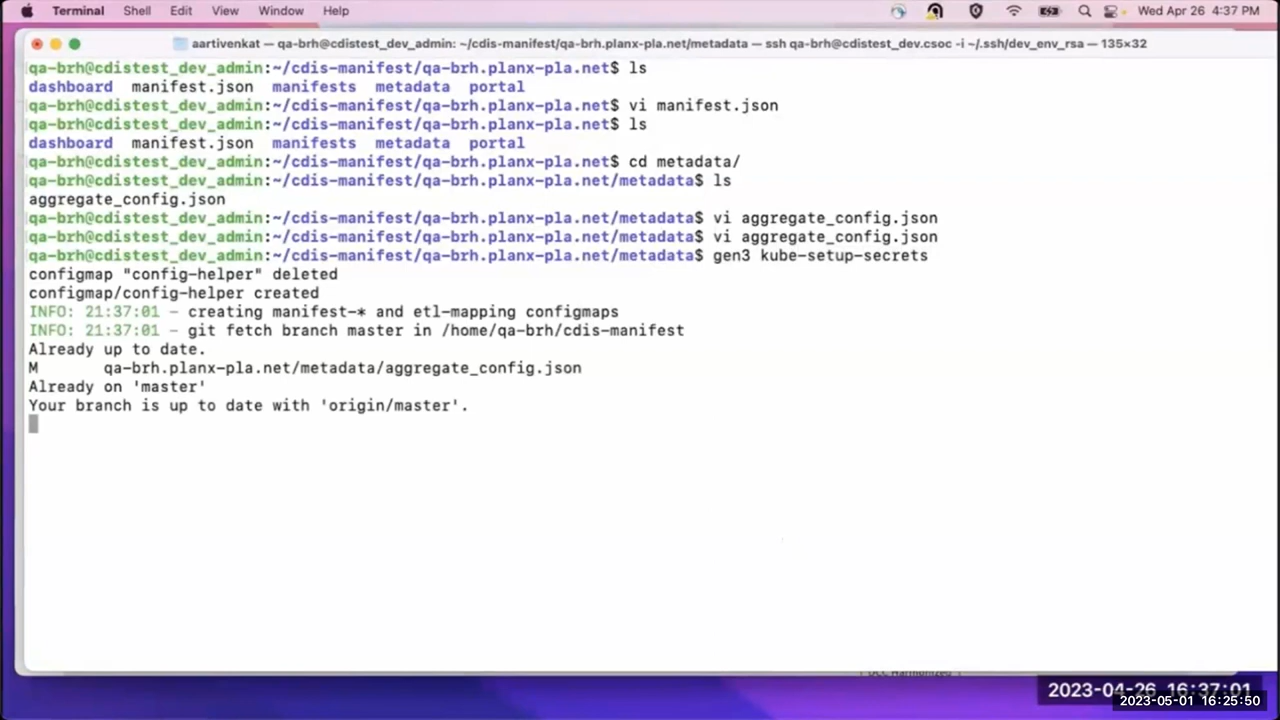 Terminal Shell Edit View Window Help Wed Apr 26 4:37 PM
aartivenkat — qa-brh@cdistest_dev_admin: ~/cdis-manifest/qa-brh.planx-pla.net/metadata — ssh qa-brh@cdistest_dev.csoc -i ~/.ssh/dev_env_rsa — 135×32
qa-brh@cdistest_dev_admin:~/cdis-manifest/qa-brh.planx-pla.net$ ls
dashboard manifest.json manifests metadata portal
qa-brh@cdistest_dev_admin:~/cdis-manifest/qa-brh.planx-pla.net$ vi manifest.json
qa-brh@cdistest_dev_admin:~/cdis-manifest/qa-brh.planx-pla.net$ ls
dashboard manifest.json manifests metadata portal
qa-brh@cdistest_dev_admin:~/cdis-manifest/qa-brh.planx-pla.net$ cd metadata/
qa-brh@cdistest_dev_admin:~/cdis-manifest/qa-brh.planx-pla.net/metadata$ ls
aggregate_config.json
qa-brh@cdistest_dev_admin:~/cdis-manifest/qa-brh.planx-pla.net/metadata$ vi aggregate_config.json
qa-brh@cdistest_dev_admin:~/cdis-manifest/qa-brh.planx-pla.net/metadata$ vi aggregate_config.json
qa-brh@cdistest_dev_admin:~/cdis-manifest/qa-brh.planx-pla.net/metadata$ gen3 kube-setup-secrets
configmap "config-helper" deleted
configmap/config-helper created
INFO: 21:37:01 - creating manifest-* and etl-mapping configmaps
INFO: 21:37:01 - git fetch branch master in /home/qa-brh/cdis-manifest
Already up to date.
M qa-brh.planx-pla.net/metadata/aggregate_config.json
Already on 'master'
Your branch is up to date with 'origin/master'.
2023-04-26 16:37:01
2023-05-01 16:25:50